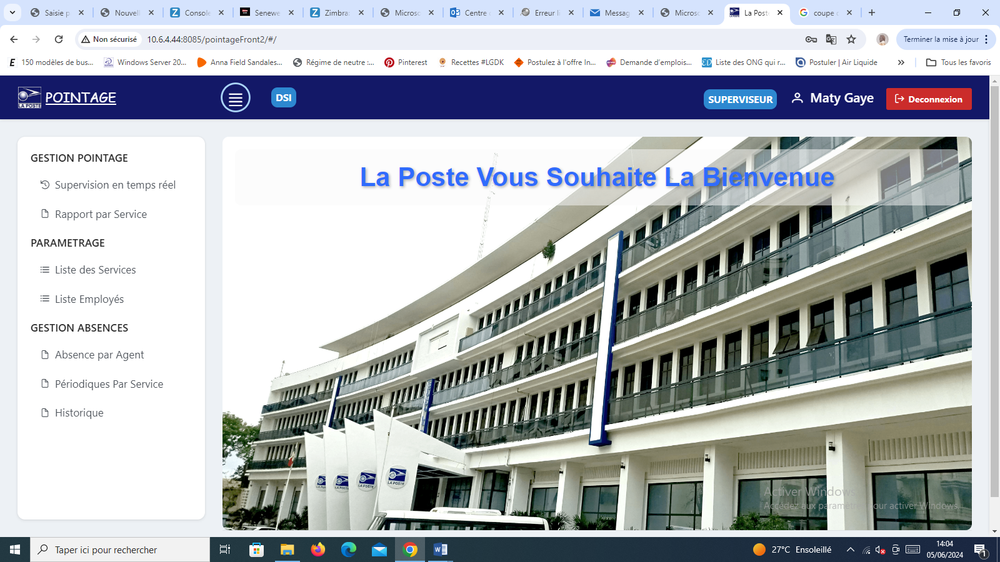 Saisie p
Nouvell
Console
Senewe
Zimbra
Microso
Centre
Erreur li
Messag
Microso
La Post
coupe
Non sécurisé
10.6.4.44:8085/pointageFront2/#/
Terminer la mise à jour
150 modèles de bus...
Windows Server 20...
Anna Field Sandales...
Régime de neutre :...
Pinterest
Recettes #LGDK
Postulez à l'offre In...
Demande d'emplois...
Liste des ONG qui r...
Postuler | Air Liquide
Tous les favoris
LA POSTE
POINTAGE
DSI
SUPERVISEUR
Maty Gaye
Deconnexion
GESTION POINTAGE
Supervision en temps réel
Rapport par Service
PARAMETRAGE
Liste des Services
Liste Employés
GESTION ABSENCES
Absence par Agent
Périodiques Par Service
Historique
La Poste Vous Souhaite La Bienvenue
LA POSTE
LA POSTE
LA POSTE
LA POSTE
Activer Windows
Accédez aux paramètres pour activer Windows.
Taper ici pour rechercher
27°C Ensoleillé
14:04
05/06/2024
1